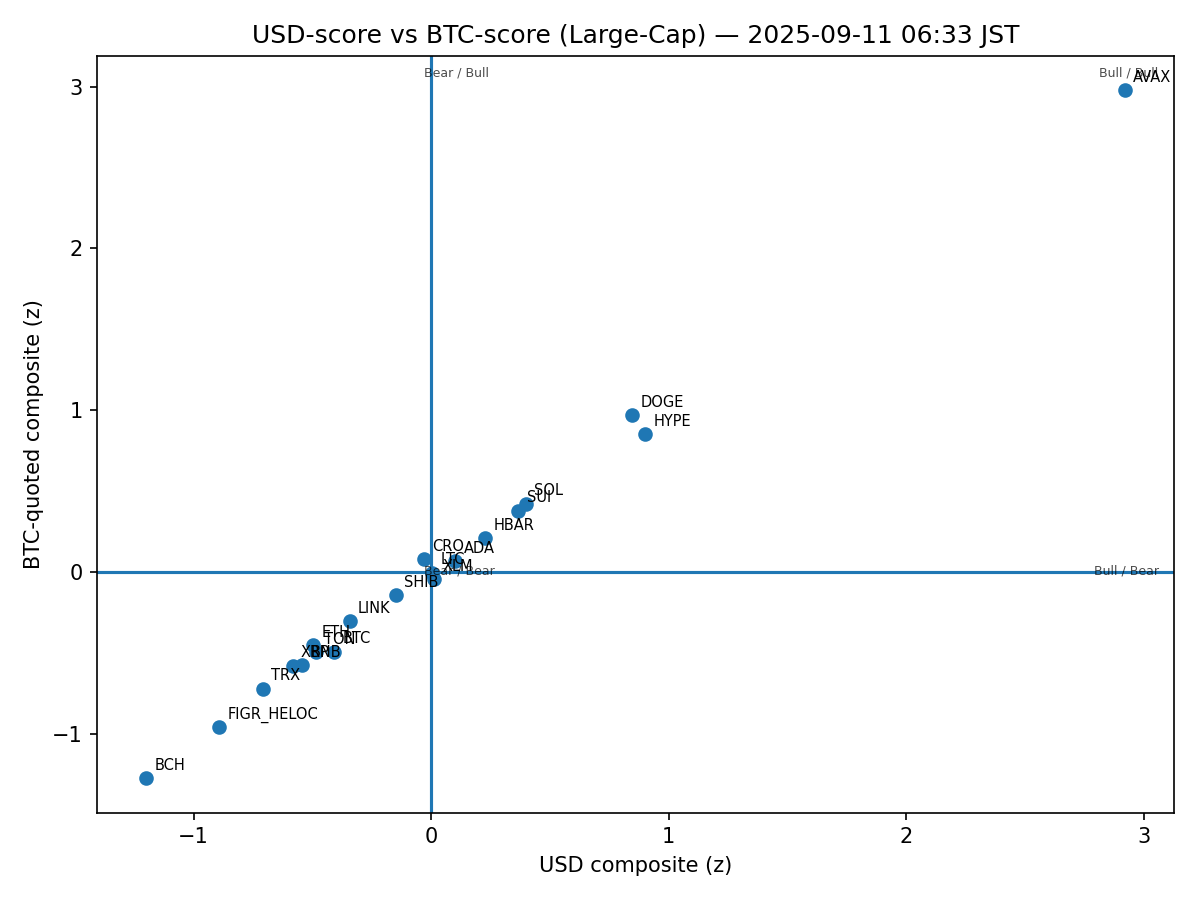 USD-score vs BTC-score (Large-Cap) — 2025-09-11 06:33 JST
Bear / Bull
Bull / Bull
AVAX
3
2
1
0
−1
DOGE
HYPE
SOL
SUI
HBAR
CRO
ADA
LTC
XLM
Bear / Bear
Bull / Bear
SHIB
LINK
ETH
TON
BTC
XRP
BNB
TRX
FIGR_HELOC
BCH
−1
0
1
2
3
USD composite (z)
BTC-quoted composite (z)